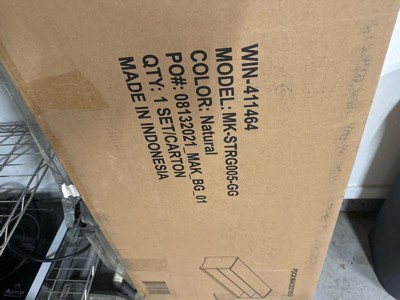 WIN-411464
MODEL: MK-STRG005-GG
COLOR: Natural
PO#: 08132021_MAK_BG_01
QTY: 1 SET/CARTON
MADE IN INDONESIA